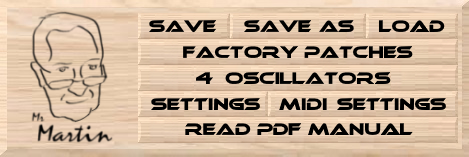 SAVE SAVE AS LOAD
FACTORY PATCHES
4 OSCILLATORS
SETTINGS MIDI SETTINGS
READ PDF MANUAL
Mr
Martin